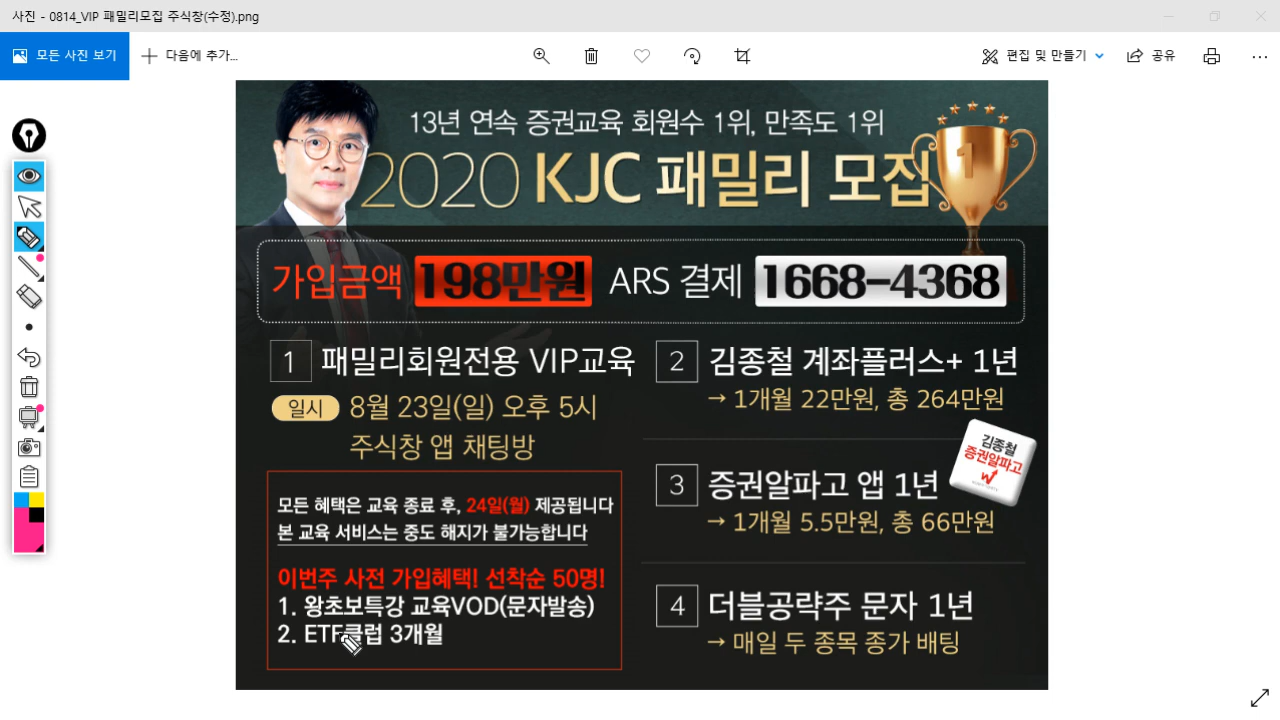 사진 - 0814_VIP 패밀리모집 주식창(수정).png
모든 사진 보기
다음에 추가...
편집 및 만들기
공유
13년 연속 증권교육 회원수 1위, 만족도 1위
2020 KJC 패밀리 모집
1
가입금액 198만원 ARS 결제 1668-4368
1 패밀리회원전용 VIP교육
일시 8월 23일(일) 오후 5시
주식창 앱 채팅방
모든 혜택은 교육 종료 후, 24일(월) 제공됩니다
본 교육 서비스는 중도 해지가 불가능합니다
이번주 사전 가입혜택! 선착순 50명!
1. 왕초보특강 교육VOD(문자발송)
2. ETF클럽 3개월
2 김종철 계좌플러스+ 1년
→ 1개월 22만원, 총 264만원
김종철
증권알파고
3 증권알파고 앱 1년
→ 1개월 5.5만원, 총 66만원
4 더블공략주 문자 1년
→ 매일 두 종목 종가 배팅